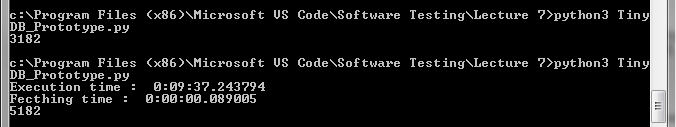 c:\Program Files (x86)\Microsoft VS Code\Software Testing\Lecture 7>python3 Tiny
DB_Prototype.py
3182
c:\Program Files (x86)\Microsoft VS Code\Software Testing\Lecture 7>python3 Tiny
DB_Prototype.py
Execution time :  0:09:37.243794
Fecthing time :  0:00:00.089005
5182